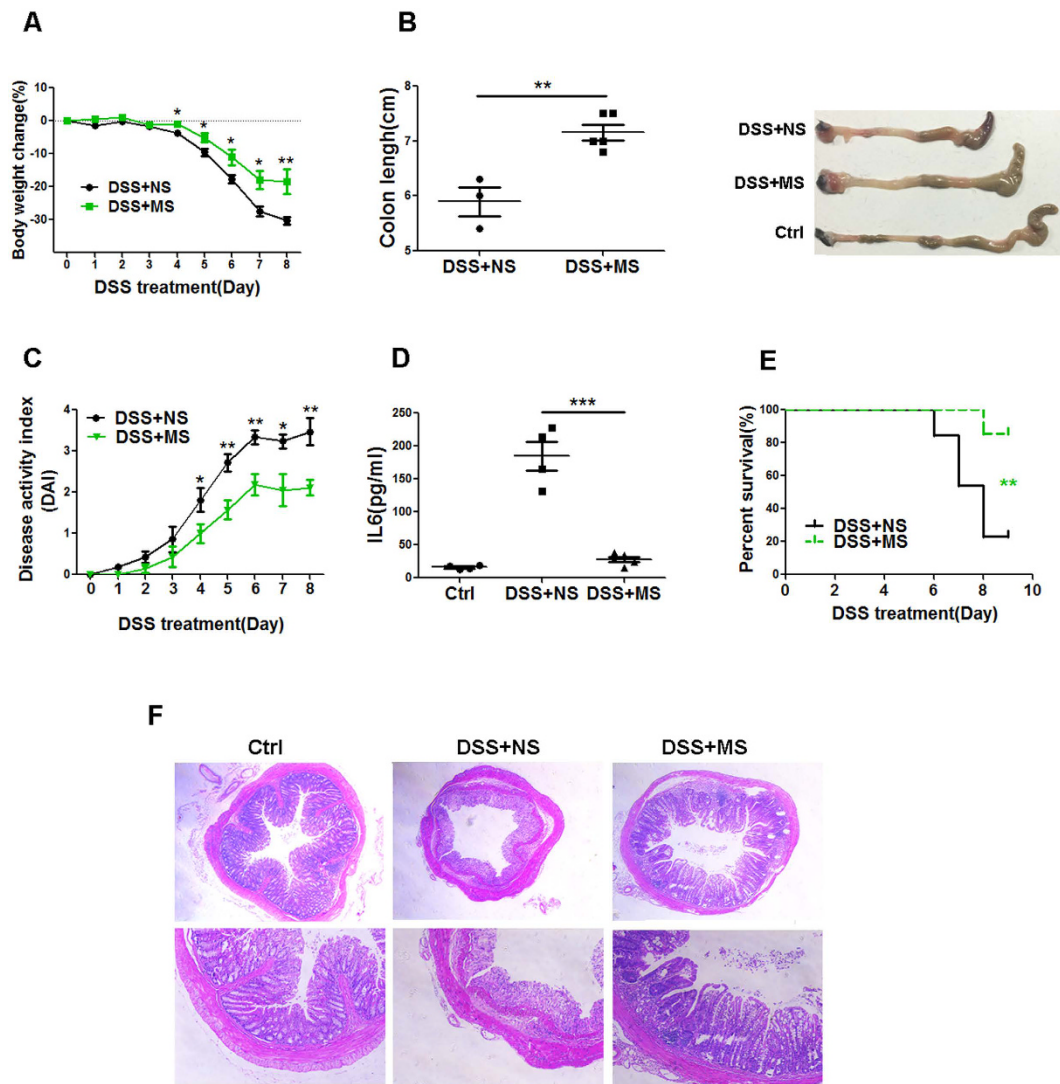 A
Body weight change(%)
10
0
-10
-20
-30
*
*
*
*
**
DSS+NS
DSS+MS
0 1 2 3 4 5 6 7 8
DSS treatment(Day)
B
Colon lengh(cm)
8
7
6
5
**
DSS+NS DSS+MS
DSS+NS
DSS+MS
Ctrl
C
Disease activity index
(DAI)
4
3
2
1
0
DSS+NS
DSS+MS
*
**
**
*
**
0 1 2 3 4 5 6 7 8
DSS treatment(Day)
D
IL6(pg/ml)
250
200
150
100
50
0
***
Ctrl DSS+NS DSS+MS
E
Percent survival(%)
100
80
60
40
20
0
**
DSS+NS
DSS+MS
0 2 4 6 8 10
DSS treatment(Day)
F
Ctrl DSS+NS DSS+MS